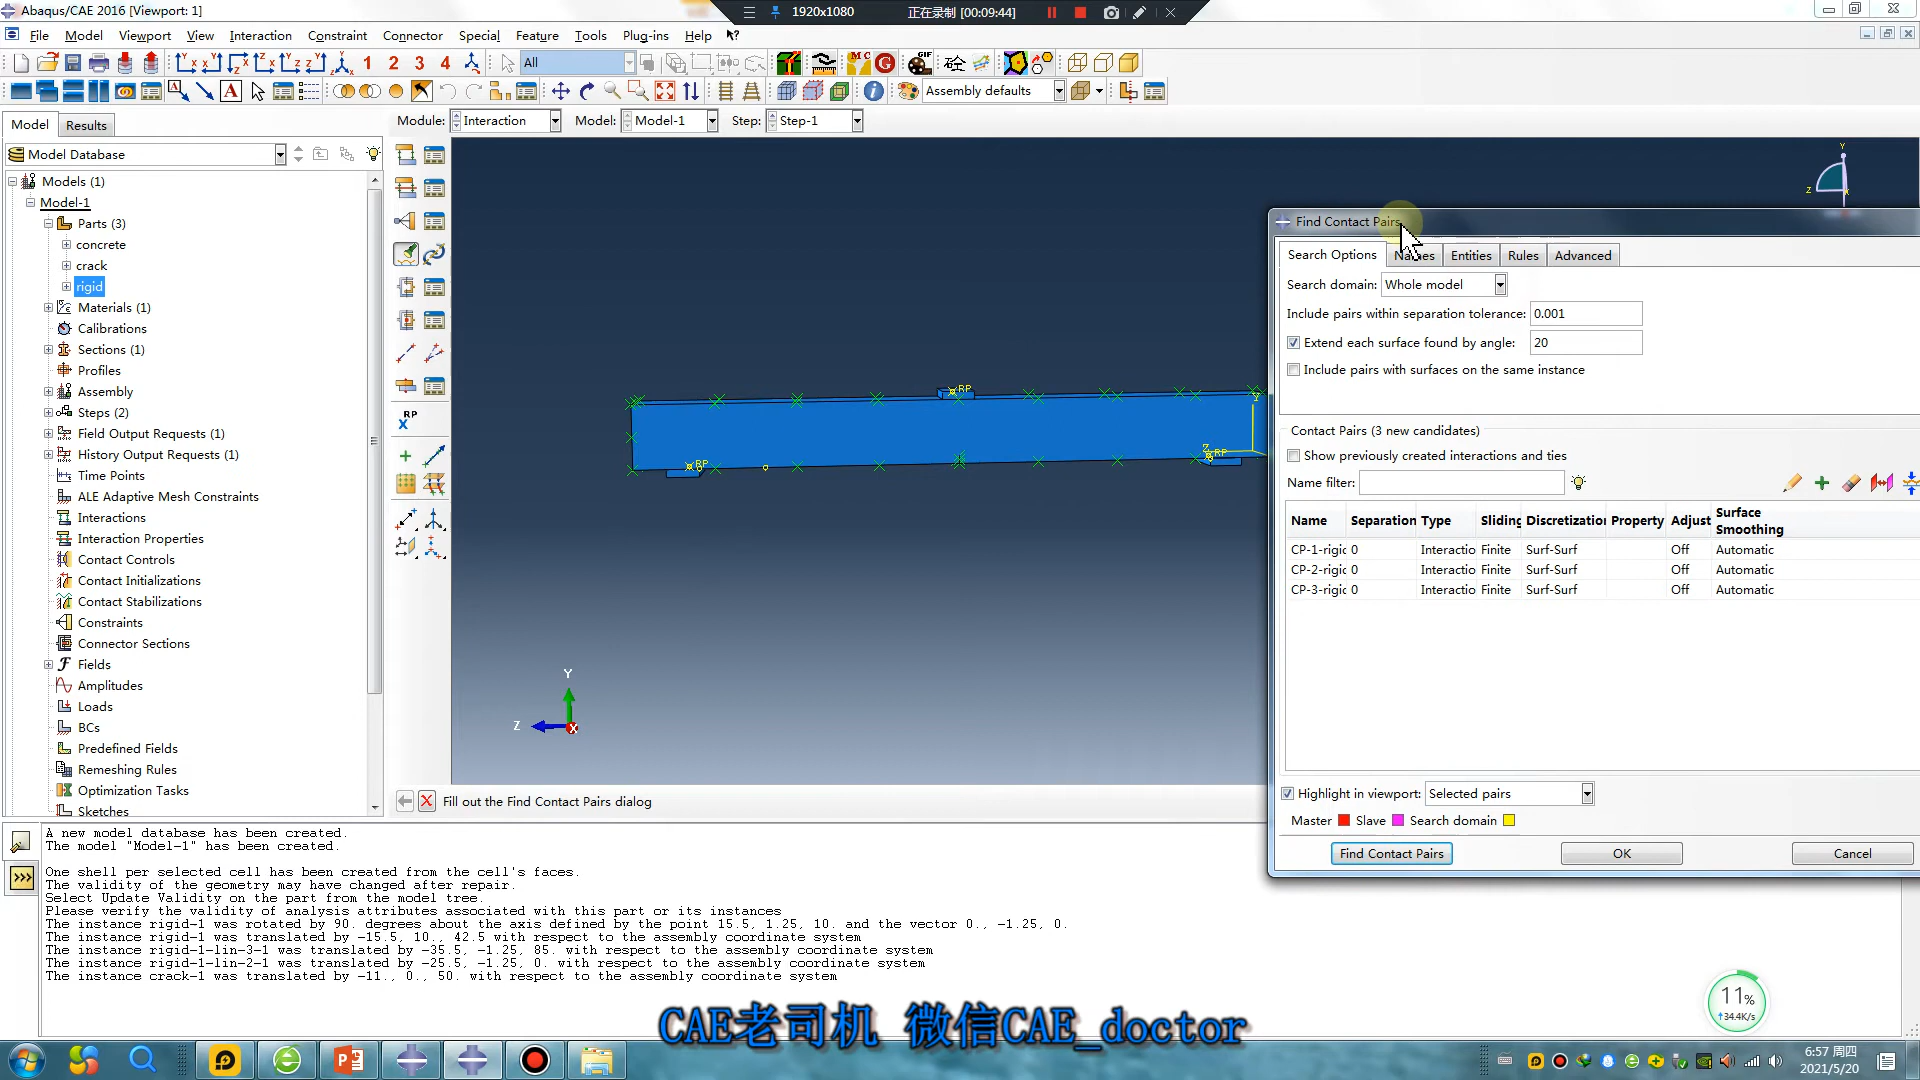 Abaqus/CAE 2016 [Viewport: 1]
1920x1080
正在录制 [00:09:44]
File Model Viewport View Interaction Constraint Connector Special Feature Tools Plug-ins Help
1 2 3 4
All
MC
G
GIF
砼
A
Assembly defaults
Model Results
Module: Interaction Model: Model-1 Step: Step-1
Model Database
Models (1)
Model-1
Parts (3)
concrete
crack
rigid
Materials (1)
Calibrations
Sections (1)
Profiles
Assembly
Steps (2)
Field Output Requests (1)
History Output Requests (1)
Time Points
ALE Adaptive Mesh Constraints
Interactions
Interaction Properties
Contact Controls
Contact Initializations
Contact Stabilizations
Constraints
Connector Sections
Fields
Amplitudes
Loads
BCs
Predefined Fields
Remeshing Rules
Optimization Tasks
Sketches
RP
RP
RP
Z
RP
Y
Y
Z
X
Y
Z
Find Contact Pairs
Search Options Names Entities Rules Advanced
Search domain: Whole model
Include pairs within separation tolerance: 0.001
Extend each surface found by angle: 20
Include pairs with surfaces on the same instance
Contact Pairs (3 new candidates)
Show previously created interactions and ties
Name filter:
Name Separation Type Sliding Discretization Property Adjust Surface Smoothing
CP-1-rigid 0 Interactio Finite Surf-Surf Off Automatic
CP-2-rigid 0 Interactio Finite Surf-Surf Off Automatic
CP-3-rigid 0 Interactio Finite Surf-Surf Off Automatic
Highlight in viewport: Selected pairs
Master Slave Search domain
Find Contact Pairs OK Cancel
Fill out the Find Contact Pairs dialog
A new model database has been created.
The model "Model-1" has been created.
One shell per selected cell has been created from the cell's faces.
The validity of the geometry may have changed after repair.
Select Update Validity on the part from the model tree.
Please verify the validity of analysis attributes associated with this part or its instances
The instance rigid-1 was rotated by 90. degrees about the axis defined by the point 15.5, 1.25, 10. and the vector 0., -1.25, 0.
The instance rigid-1 was translated by -15.5, 10., 42.5 with respect to the assembly coordinate system
The instance rigid-1-lin-3-1 was translated by -35.5, -1.25, 85. with respect to the assembly coordinate system
The instance rigid-1-lin-2-1 was translated by -25.5, -1.25, 0. with respect to the assembly coordinate system
The instance crack-1 was translated by -11., 0., 50. with respect to the assembly coordinate system
11%
↑34.4K/s
CAE老司机 微信CAE_doctor
6:57 周四
2021/5/20